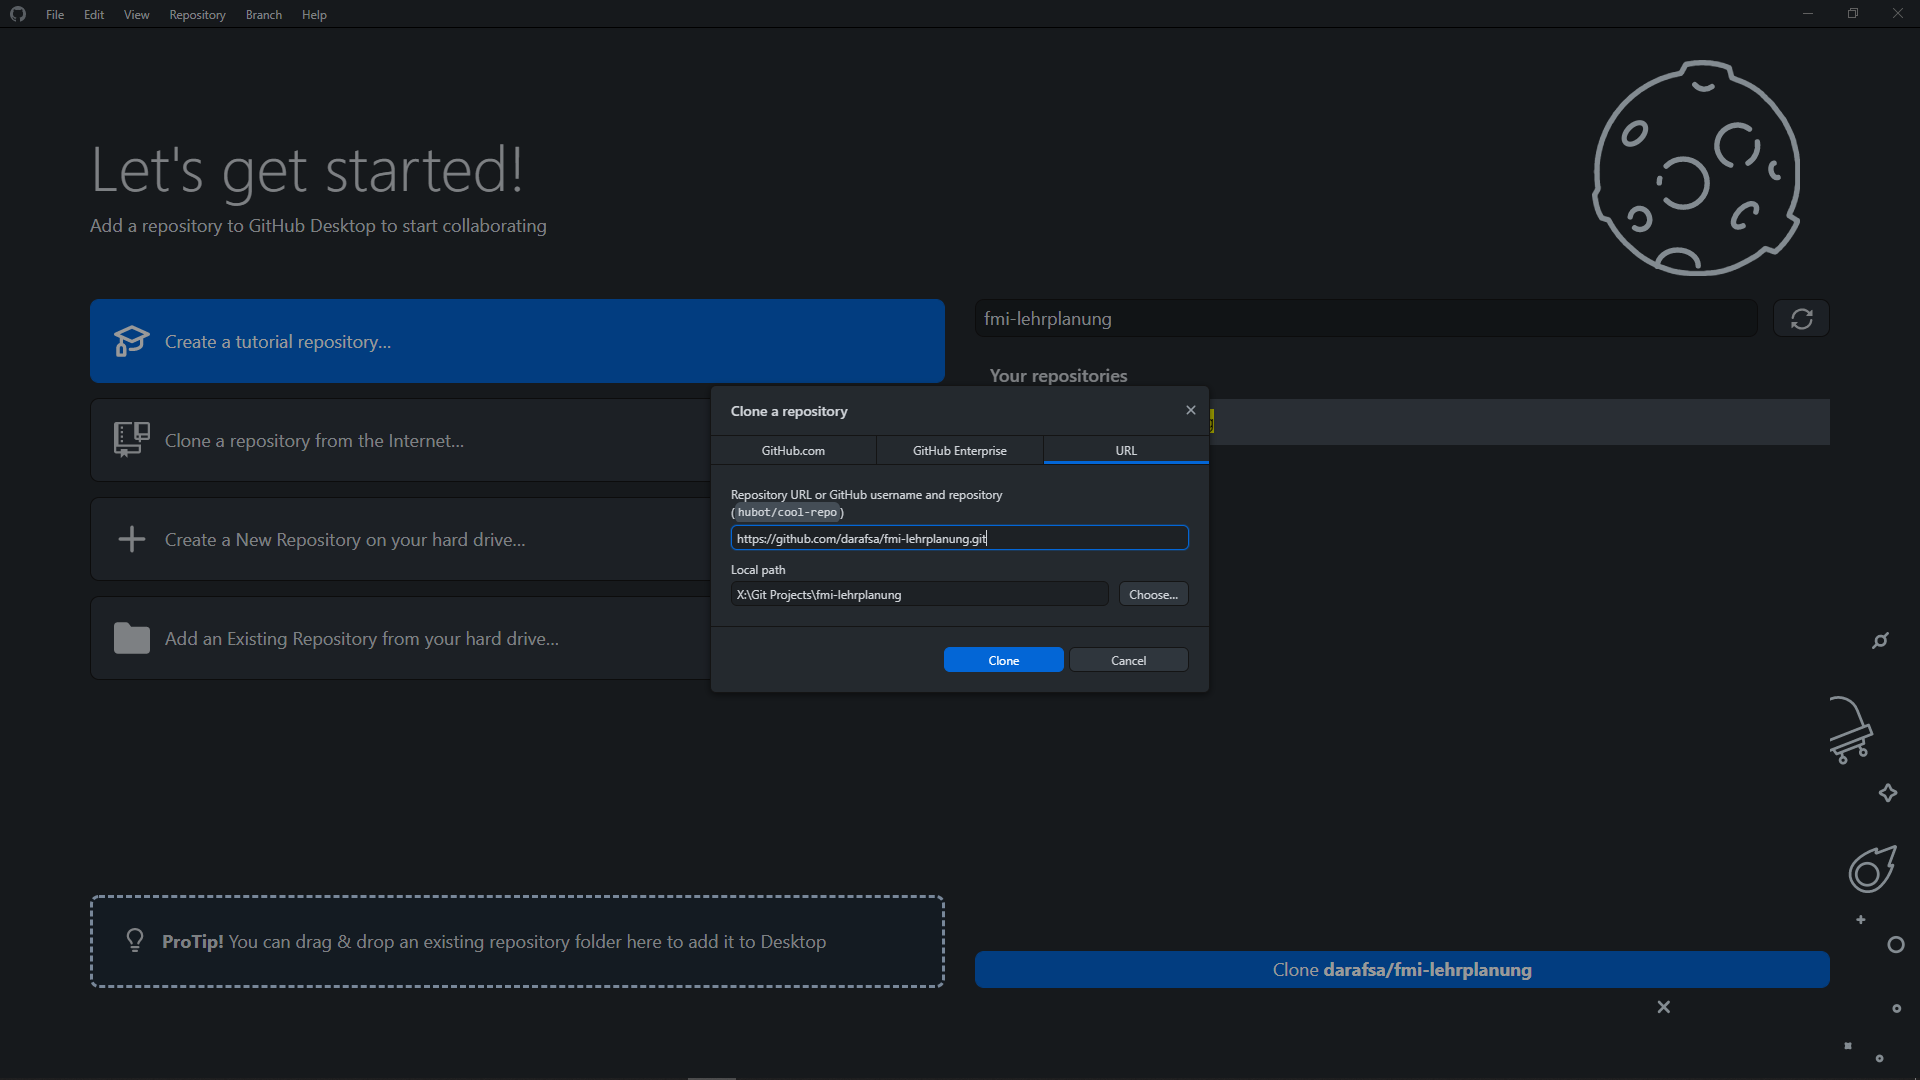 File Edit View Repository Branch Help
Let's get started!
Add a repository to GitHub Desktop to start collaborating
Create a tutorial repository...
Clone a repository from the Internet...
Create a New Repository on your hard drive...
Add an Existing Repository from your hard drive...
ProTip! You can drag & drop an existing repository folder here to add it to Desktop
fmi-lehrplanung
Your repositories
Clone a repository
GitHub.com GitHub Enterprise URL
Repository URL or GitHub username and repository
(hubot/cool-repo)
https://github.com/darafsa/fmi-lehrplanung.git
Local path
X:\Git Projects\fmi-lehrplanung Choose...
Clone Cancel
Clone darafsa/fmi-lehrplanung